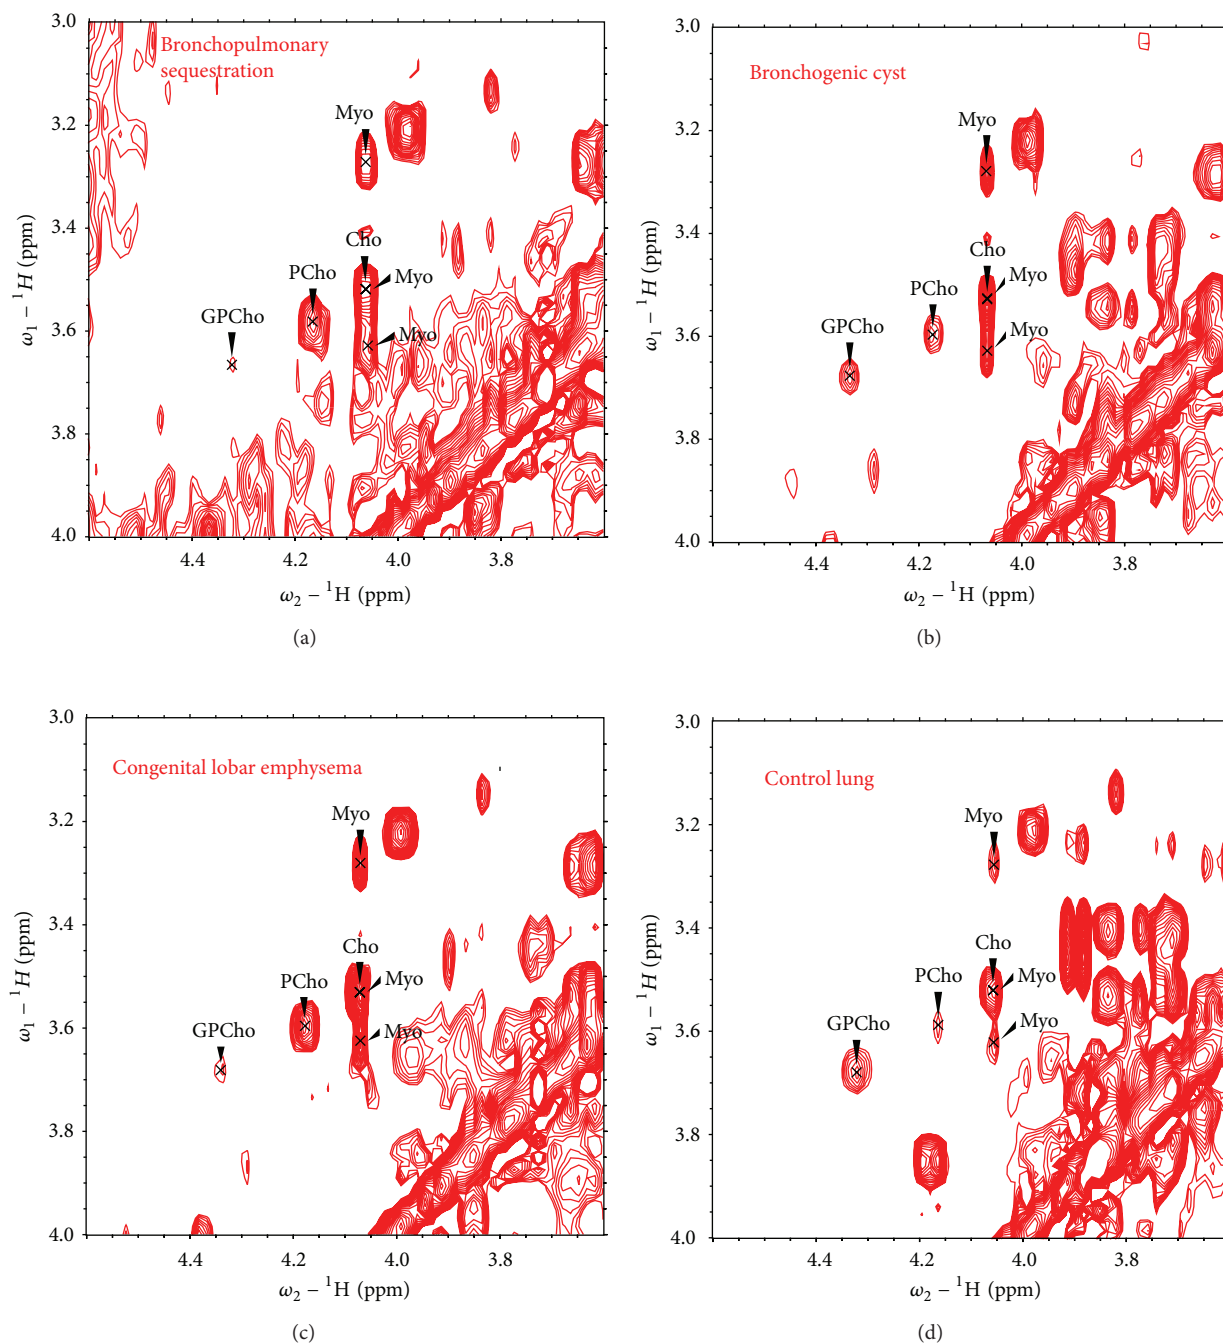 Bronchopulmonary
sequestration
3.0
3.2
3.4
3.6
3.8
4.0
ω1 – 1H (ppm)
Myo
Cho
Myo
PCho
GPCho
Myo
4.4
4.2
4.0
3.8
ω2 – 1H (ppm)
(a)
Bronchogenic cyst
3.0
3.2
3.4
3.6
3.8
4.0
ω1 – 1H (ppm)
Myo
Cho
Myo
PCho
Myo
GPCho
4.4
4.2
4.0
3.8
ω2 – 1H (ppm)
(b)
Congenital lobar emphysema
3.0
3.2
3.4
3.6
3.8
4.0
ω1 – 1H (ppm)
Myo
Cho
Myo
PCho
GPCho
Myo
4.4
4.2
4.0
3.8
ω2 – 1H (ppm)
(c)
Control lung
3.0
3.2
3.4
3.6
3.8
4.0
ω1 – 1H (ppm)
Myo
Cho
Myo
PCho
Myo
GPCho
4.4
4.2
4.0
3.8
ω2 – 1H (ppm)
(d)